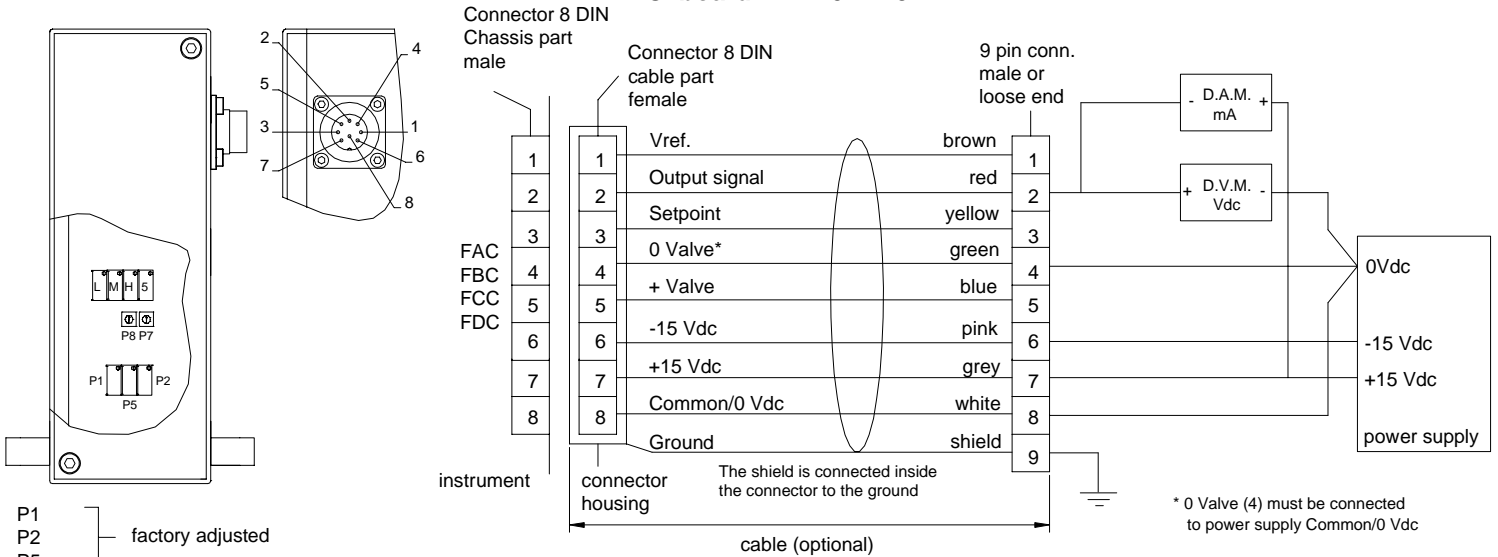 Connector 8 DIN
Chassis part
male
2
4
5
3
1
7
6
8
L M H 5
P8 P7
P1 P2
P5
FAC
FBC
FCC
FDC
1
2
3
4
5
6
7
8
instrument
Connector 8 DIN
cable part
female
1
2
3
4
5
6
7
8
connector
housing
Vref. brown
Output signal red
Setpoint yellow
0 Valve* green
+ Valve blue
-15 Vdc pink
+15 Vdc grey
Common/0 Vdc white
Ground shield
The shield is connected inside
the connector to the ground
9 pin conn.
male or
loose end
1
2
3
4
5
6
7
8
9
- D.A.M. +
mA
+ D.V.M. -
Vdc
0Vdc
-15 Vdc
+15 Vdc
power supply
* 0 Valve (4) must be connected
to power supply Common/0 Vdc
cable (optional)
P1
P2
factory adjusted